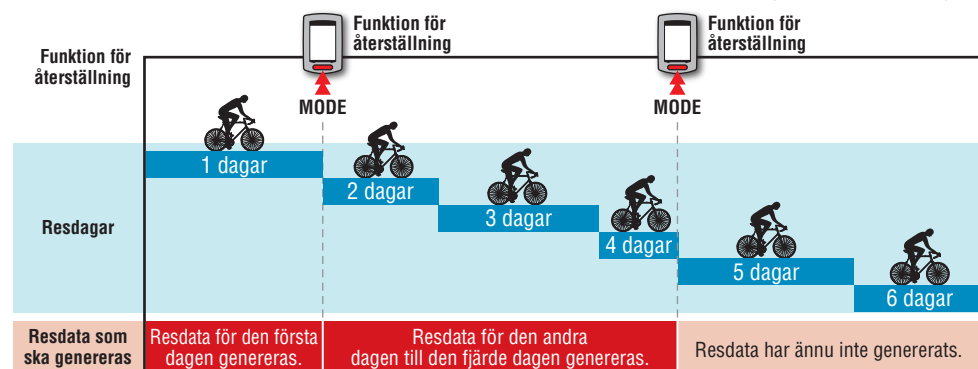 Funktion för
återställning
Funktion för
återställning
Funktion för
återställning
MODE
MODE
Resdagar
1 dagar
2 dagar
3 dagar
4 dagar
5 dagar
6 dagar
Resdata som
ska genereras
Resdata för den första
dagen genereras.
Resdata för den andra
dagen till den fjärde dagen genereras.
Resdata har ännu inte genererats.